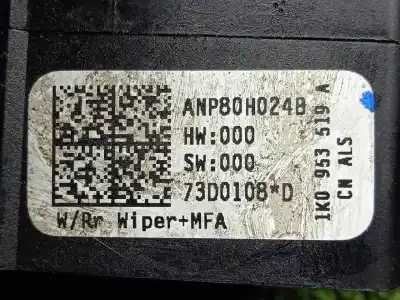 ANP80H024B
HW:000
SW:000
73D0108*D
W/Rr Wiper+MFA
1K0 953 519 A
CN ALS